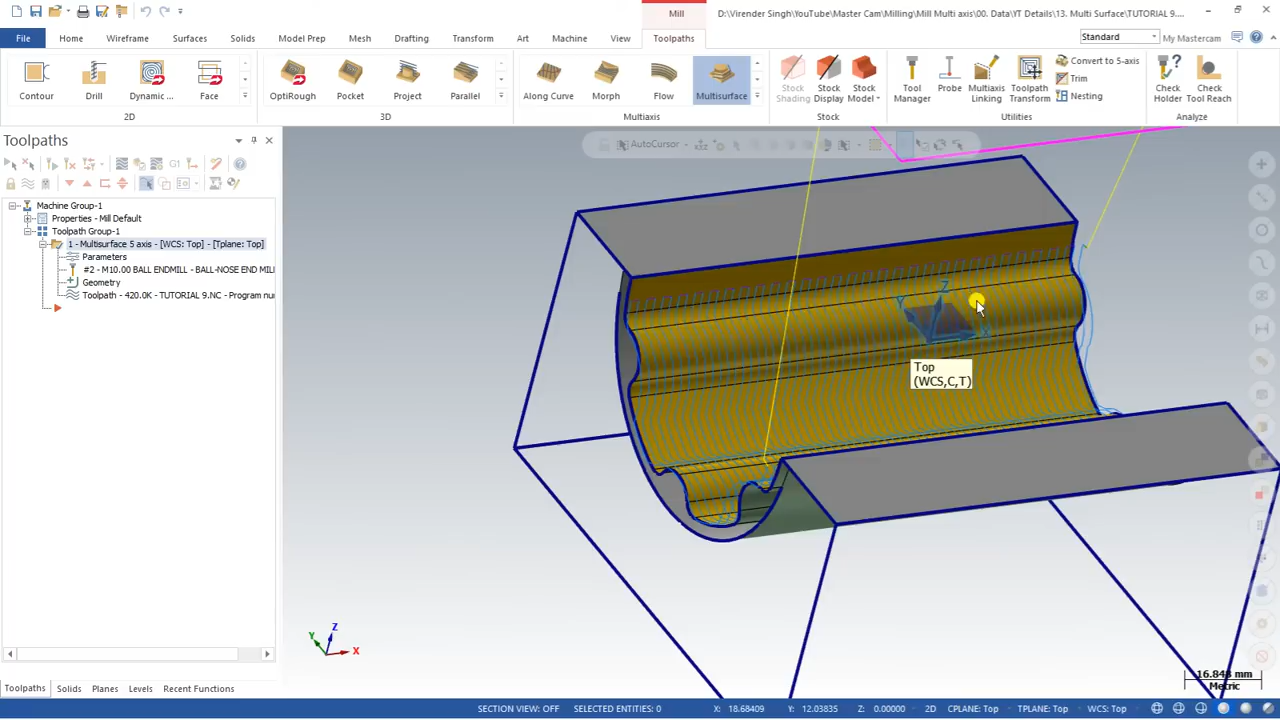 Mill
D:\Virender Singh\YouTube\Master Cam\Milling\Mill Multi axis\00. Data\YT Details\13. Multi Surface\TUTORIAL 9....
File Home Wireframe Surfaces Solids Model Prep Mesh Drafting Transform Art Machine View Toolpaths
Standard
My Mastercam
Contour Drill Dynamic ... Face
2D
OptiRough Pocket Project Parallel
3D
Along Curve Morph Flow Multisurface
Multiaxis
Stock Shading
Stock Display
Stock Model
Stock
Tool Manager
Probe
Multiaxis Linking
Toolpath Transform
Convert to 5-axis
Trim
Nesting
Utilities
Check Holder
Check Tool Reach
Analyze
Toolpaths
G1
AutoCursor
Machine Group-1
Properties - Mill Default
Toolpath Group-1
1 - Multisurface 5 axis - [WCS: Top] - [Tplane: Top]
Parameters
#2 - M10.00 BALL ENDMILL - BALL-NOSE END MIL
Geometry
Toolpath - 420.0K - TUTORIAL 9.NC - Program nun
Z
Y
X
Top
(WCS,C,T)
Z
Y
X
16.848 mm
Metric
Toolpaths Solids Planes Levels Recent Functions
SECTION VIEW: OFF SELECTED ENTITIES: 0 X: 18.68409 Y: 12.03835 Z: 0.00000 2D CPLANE: Top TPLANE: Top WCS: Top